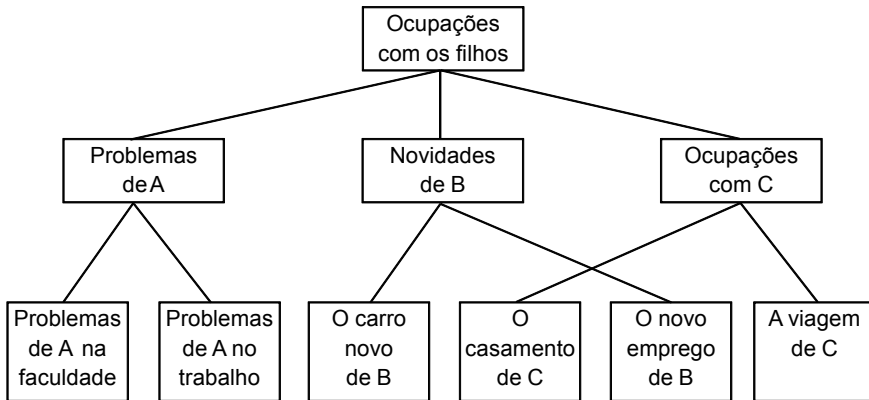 Ocupações
com os filhos
Problemas
de A
Novidades
de B
Ocupações
com C
Problemas
de A na
faculdade
Problemas
de A no
trabalho
O carro
novo
de B
O
casamento
de C
O novo
emprego
de B
A viagem
de C